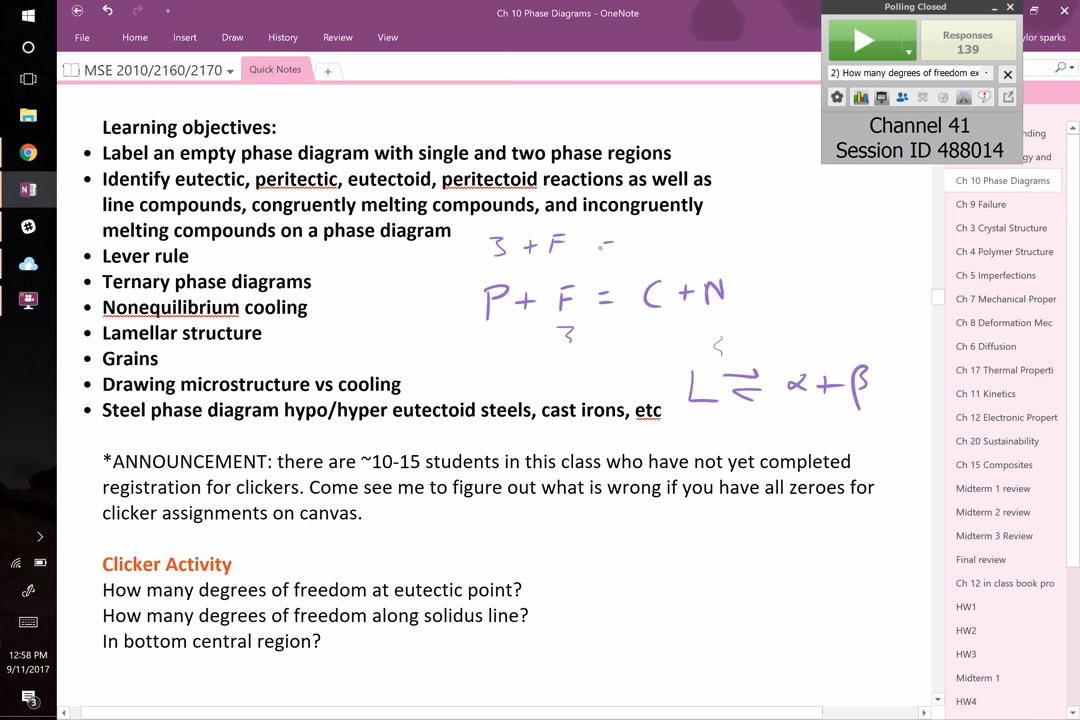 Ch 10 Phase Diagrams - OneNote
Polling Closed
File Home Insert Draw History Review View
Responses
139
ylor sparks
2) How many degrees of freedom ex
MSE 2010/2160/2170
Quick Notes
Channel 41
Session ID 488014
Learning objectives:
• Label an empty phase diagram with single and two phase regions
• Identify eutectic, peritectic, eutectoid, peritectoid reactions as well as
line compounds, congruently melting compounds, and incongruently
melting compounds on a phase diagram
• Lever rule
• Ternary phase diagrams
• Nonequilibrium cooling
• Lamellar structure
• Grains
• Drawing microstructure vs cooling
• Steel phase diagram hypo/hyper eutectoid steels, cast irons, etc
3 + F =
P + F = C + N
3
L ⇌ α + β
*ANNOUNCEMENT: there are ~10-15 students in this class who have not yet completed
registration for clickers. Come see me to figure out what is wrong if you have all zeroes for
clicker assignments on canvas.
Clicker Activity
How many degrees of freedom at eutectic point?
How many degrees of freedom along solidus line?
In bottom central region?
nding
gy and
Ch 10 Phase Diagrams
Ch 9 Failure
Ch 3 Crystal Structure
Ch 4 Polymer Structure
Ch 5 Imperfections
Ch 7 Mechanical Proper
Ch 8 Deformation Mec
Ch 6 Diffusion
Ch 17 Thermal Properti
Ch 11 Kinetics
Ch 12 Electronic Propert
Ch 20 Sustainability
Ch 15 Composites
Midterm 1 review
Midterm 2 review
Midterm 3 Review
Final review
Ch 12 in class book pro
HW1
HW2
HW3
Midterm 1
HW4
12:58 PM
9/11/2017
3